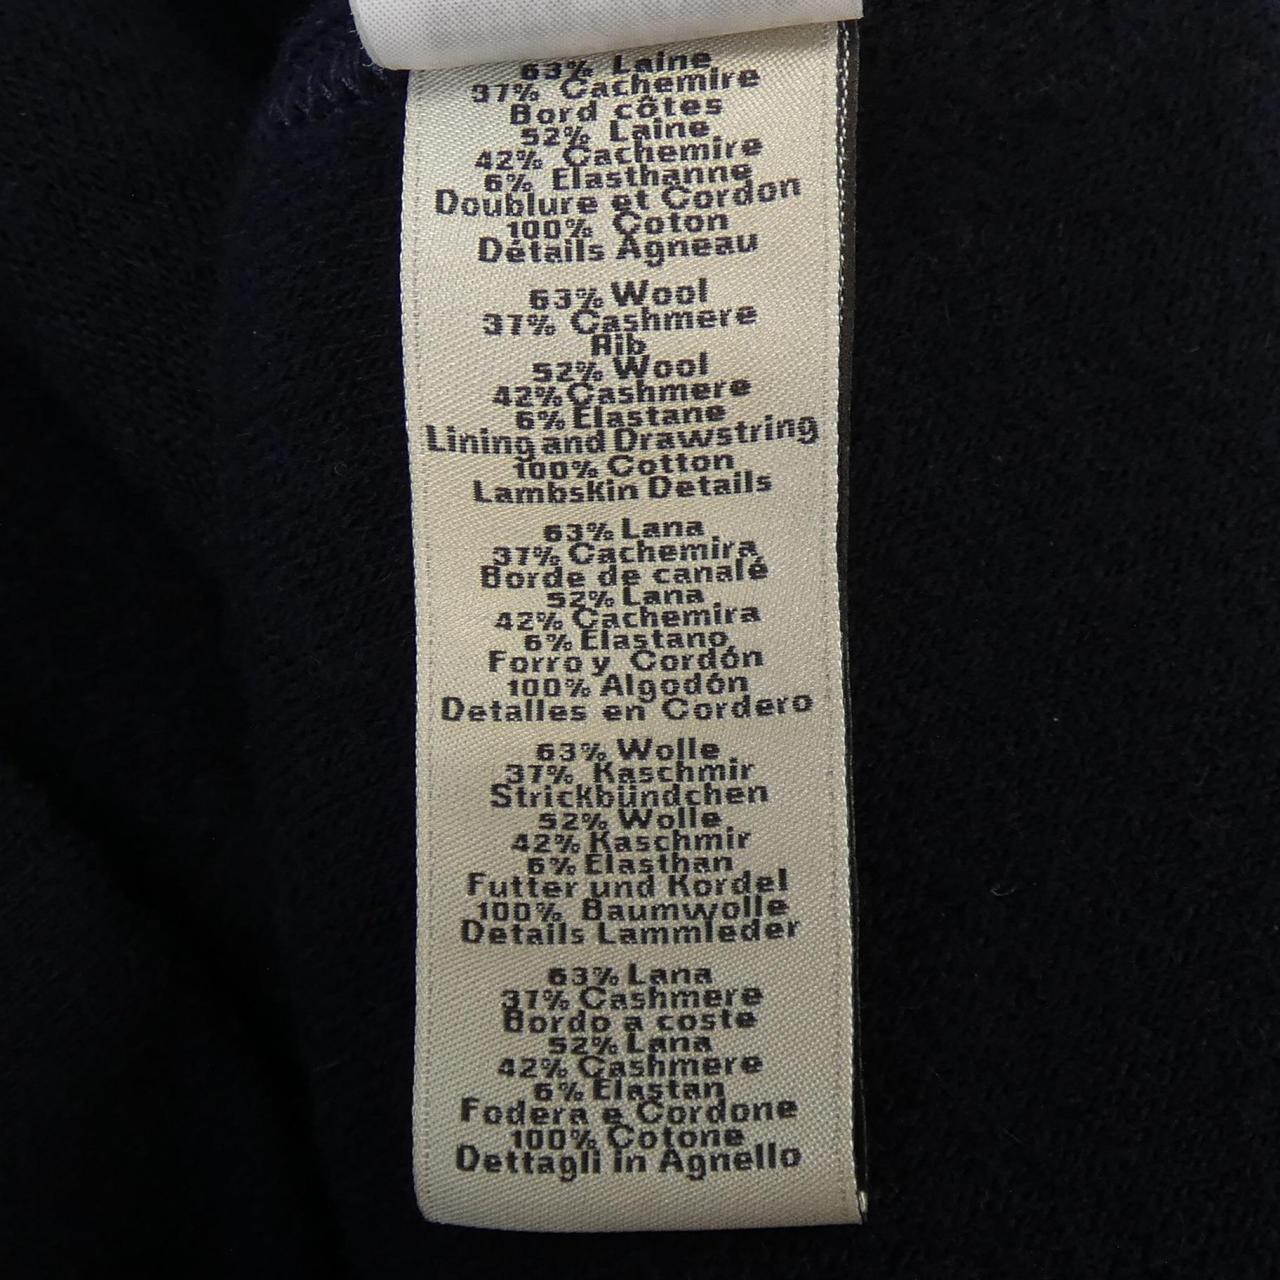 63% Laine
37% Cachemire
Bord côtes
52% Laine
42% Cachemire
6% Elasthanne
Doublure et Cordon
100% Coton
Détails Agneau
63% Wool
37% Cashmere
Rib
52% Wool
42% Cashmere
6% Elastane
Lining and Drawstring
100% Cotton
Lambskin Details
63% Lana
37% Cachemira
Borde de canalé
52% Lana
42% Cachemira
6% Elastano
Forro y Cordón
100% Algodón
Detalles en Cordero
63% Wolle
37% Kaschmir
Strickbündchen
52% Wolle
42% Kaschmir
6% Elasthan
Futter und Kordel
100% Baumwolle
Details Lammleder
63% Lana
37% Cashmere
Bordo a coste
52% Lana
42% Cashmere
6% Elastan
Fodera e Cordone
100% Cotone
Dettagli in Agnello